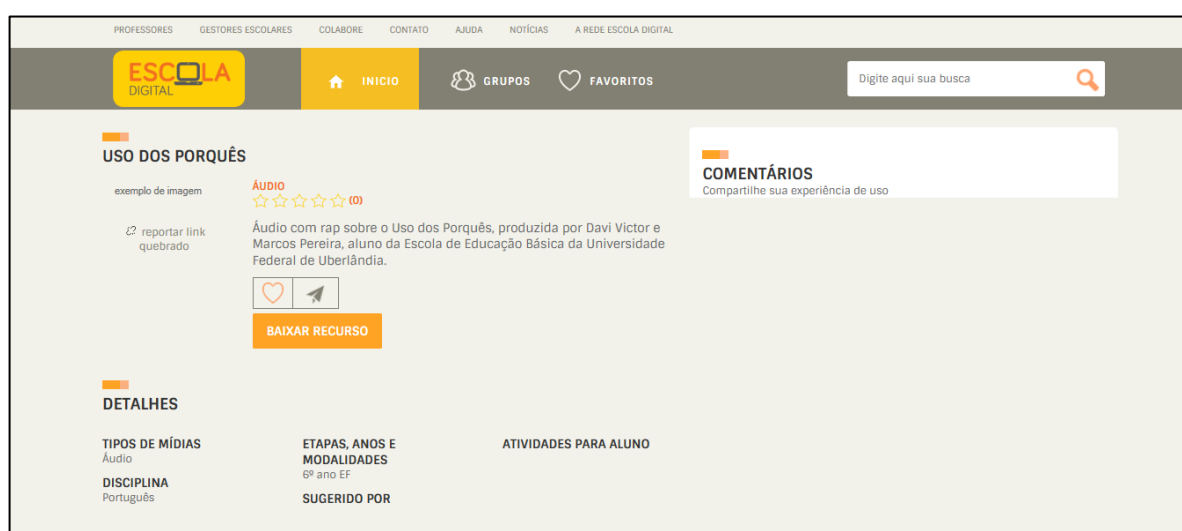 PROFESSORES GESTORES ESCOLARES COLABORE CONTATO AJUDA NOTÍCIAS A REDE ESCOLA DIGITAL
ESCOLA
DIGITAL
INICIO GRUPOS FAVORITOS
Digite aqui sua busca
USO DOS PORQUÊS
exemplo de imagem
reportar link
quebrado
ÁUDIO
(0)
Áudio com rap sobre o Uso dos Porquês, produzida por Davi Victor e
Marcos Pereira, aluno da Escola de Educação Básica da Universidade
Federal de Uberlândia.
BAIXAR RECURSO
COMENTÁRIOS
Compartilhe sua experiência de uso
DETALHES
TIPOS DE MÍDIAS
Áudio
DISCIPLINA
Português
ETAPAS, ANOS E
MODALIDADES
6º ano EF
SUGERIDO POR
ATIVIDADES PARA ALUNO